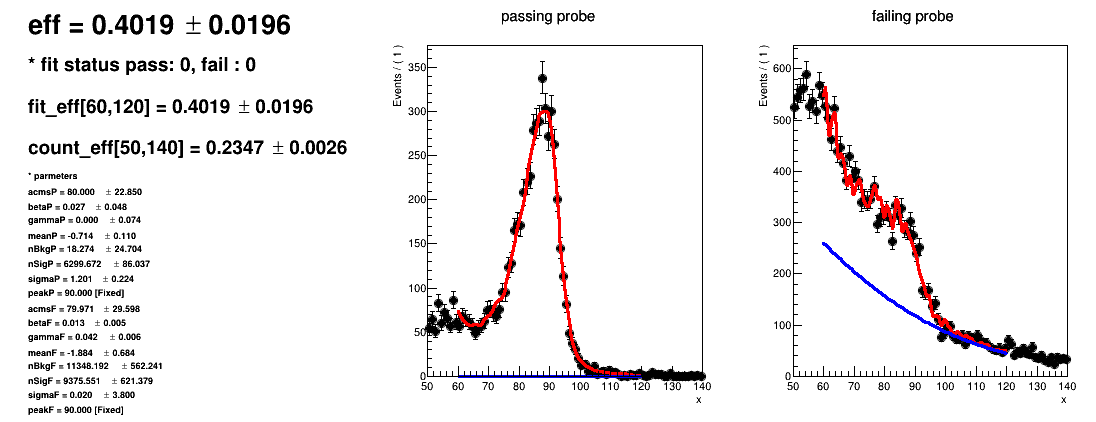 eff = 0.4019 ± 0.0196
* fit status pass: 0, fail : 0
fit_eff[60,120] = 0.4019 ± 0.0196
count_eff[50,140] = 0.2347 ± 0.0026
* parmeters
acmsP = 80.000 ± 22.850
betaP = 0.027 ± 0.048
gammaP = 0.000 ± 0.074
meanP = -0.714 ± 0.110
nBkgP = 18.274 ± 24.704
nSigP = 6299.672 ± 86.037
sigmaP = 1.201 ± 0.224
peakP = 90.000 [Fixed]
acmsF = 79.971 ± 29.598
betaF = 0.013 ± 0.005
gammaF = 0.042 ± 0.006
meanF = -1.884 ± 0.684
nBkgF = 11348.192 ± 562.241
nSigF = 9375.551 ± 621.379
sigmaF = 0.020 ± 3.800
peakF = 90.000 [Fixed]
passing probe
Events / ( 1 )
350
300
250
200
150
100
50
0
50 60 70 80 90 100 110 120 130 140
x
failing probe
Events / ( 1 )
600
500
400
300
200
100
0
50 60 70 80 90 100 110 120 130 140
x